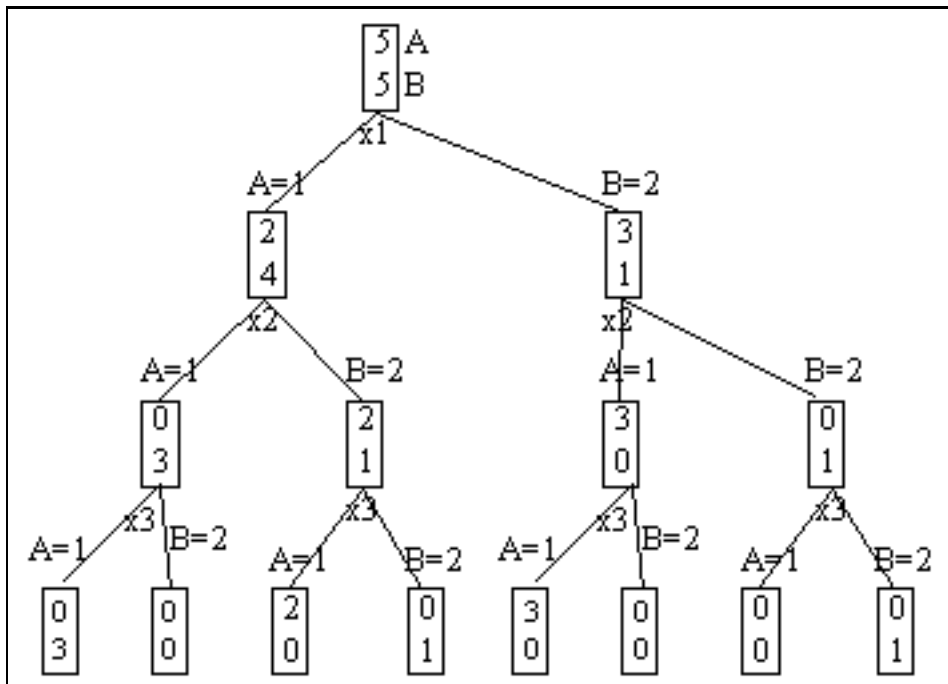 5 A
5 B
x1
A=1 B=2
2 3
4 1
x2 x2
A=1 B=2 A=1 B=2
0 2 3 0
3 1 0 1
x3 x3 x3 x3
A=1 B=2 A=1 B=2 A=1 B=2 A=1 B=2
0 0 2 0 3 0 0 0
3 0 0 1 0 0 0 1